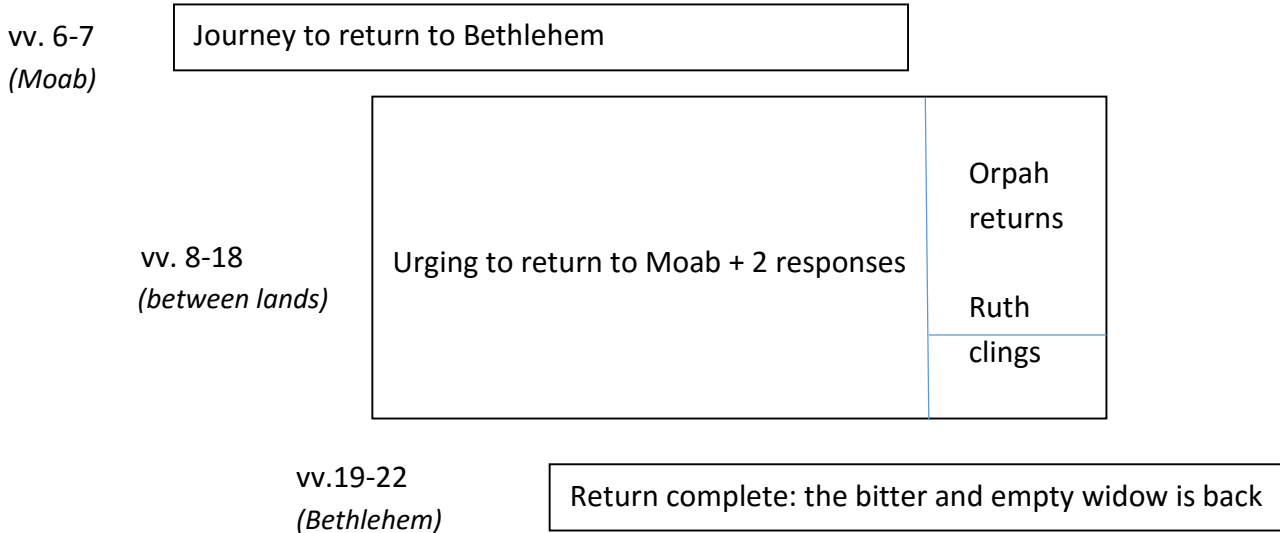 vv. 6-7
(Moab)
Journey to return to Bethlehem
vv. 8-18
(between lands)
Urging to return to Moab + 2 responses
Orpah
returns
Ruth
clings
vv.19-22
(Bethlehem)
Return complete: the bitter and empty widow is back